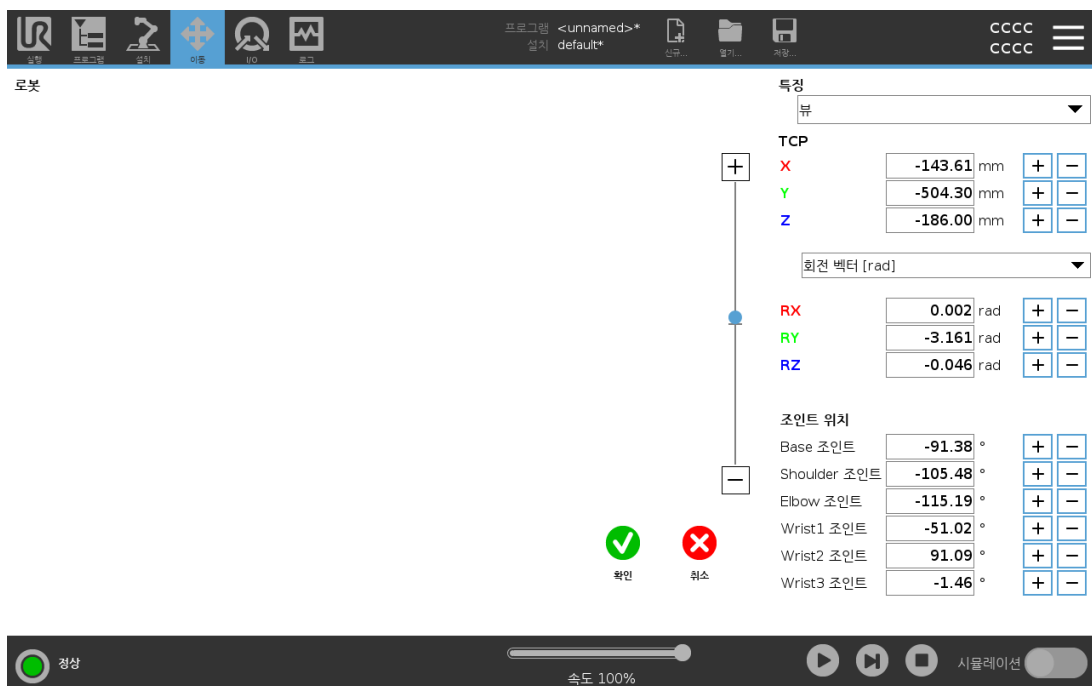 프로그램 <unnamed>*
설치 default*
실행 프로그램 설치 이동 I/O 로그
신규... 열기... 저장...
CCCC
CCCC
로봇
특징
뷰
TCP
X -143.61 mm + −
Y -504.30 mm + −
Z -186.00 mm + −
회전 벡터 [rad]
RX 0.002 rad + −
RY -3.161 rad + −
RZ -0.046 rad + −
조인트 위치
Base 조인트 -91.38 ° + −
Shoulder 조인트 -105.48 ° + −
Elbow 조인트 -115.19 ° + −
Wrist1 조인트 -51.02 ° + −
Wrist2 조인트 91.09 ° + −
Wrist3 조인트 -1.46 ° + −
확인 취소
정상
속도 100%
시뮬레이션